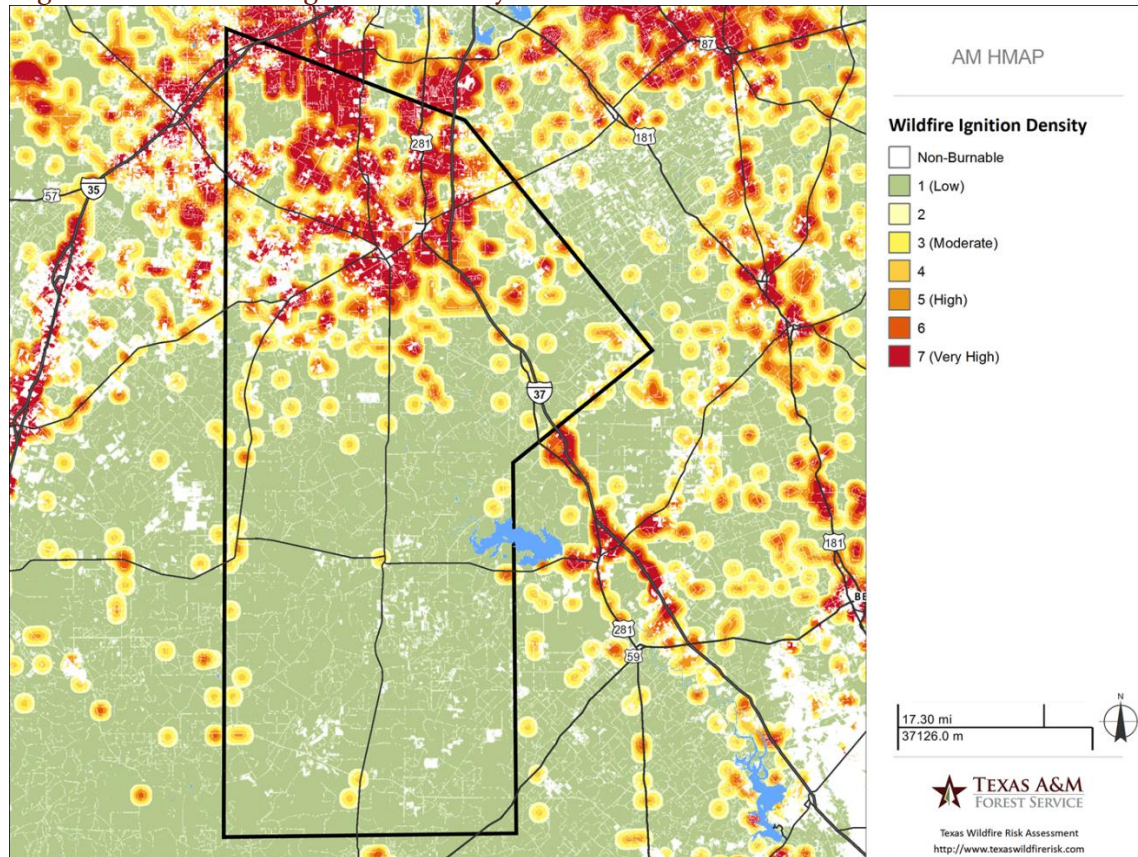 AM HMAP
Wildfire Ignition Density
Non-Burnable
1 (Low)
2
3 (Moderate)
4
5 (High)
6
7 (Very High)
87
181
281
57
35
37
181
BE
281
59
N
17.30 mi
37126.0 m
TEXAS A&M
FOREST SERVICE
Texas Wildfire Risk Assessment
http://www.texaswildfirerisk.com